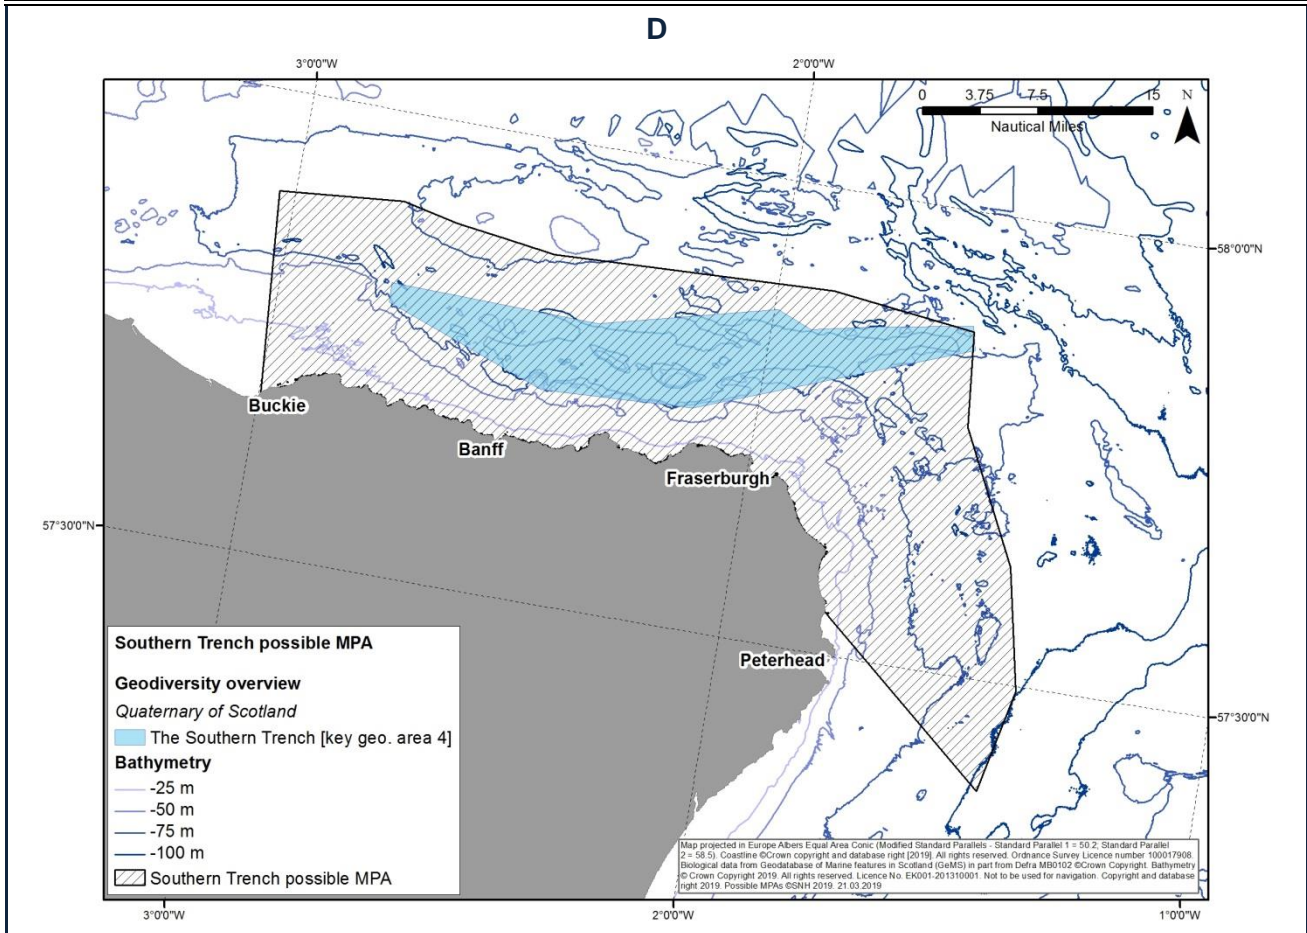 D
3°0'0"W
2°0'0"W
0 3.75 7.5 15
Nautical Miles
N
58°0'0"N
Buckie
Banff
Fraserburgh
57°30'0"N
Peterhead
57°30'0"N
Southern Trench possible MPA
Geodiversity overview
Quaternary of Scotland
The Southern Trench [key geo. area 4]
Bathymetry
-25 m
-50 m
-75 m
-100 m
Southern Trench possible MPA
Map projected in Europe Albers Equal Area Conic (Modified Standard Parallels - Standard Parallel 1 = 50.2; Standard Parallel
2 = 58.5). Coastline ©Crown copyright and database right [2019]. All rights reserved. Ordnance Survey Licence number 100017908.
Biological data from Geodatabase of Marine features in Scotland (GeMS) in part from Defra MB0102 ©Crown Copyright. Bathymetry
© Crown Copyright 2019. All rights reserved. Licence No. EK001-201310001. Not to be used for navigation. Copyright and database
right 2019. Possible MPAs ©SNH 2019. 21.03.2019
3°0'0"W
2°0'0"W
1°0'0"W